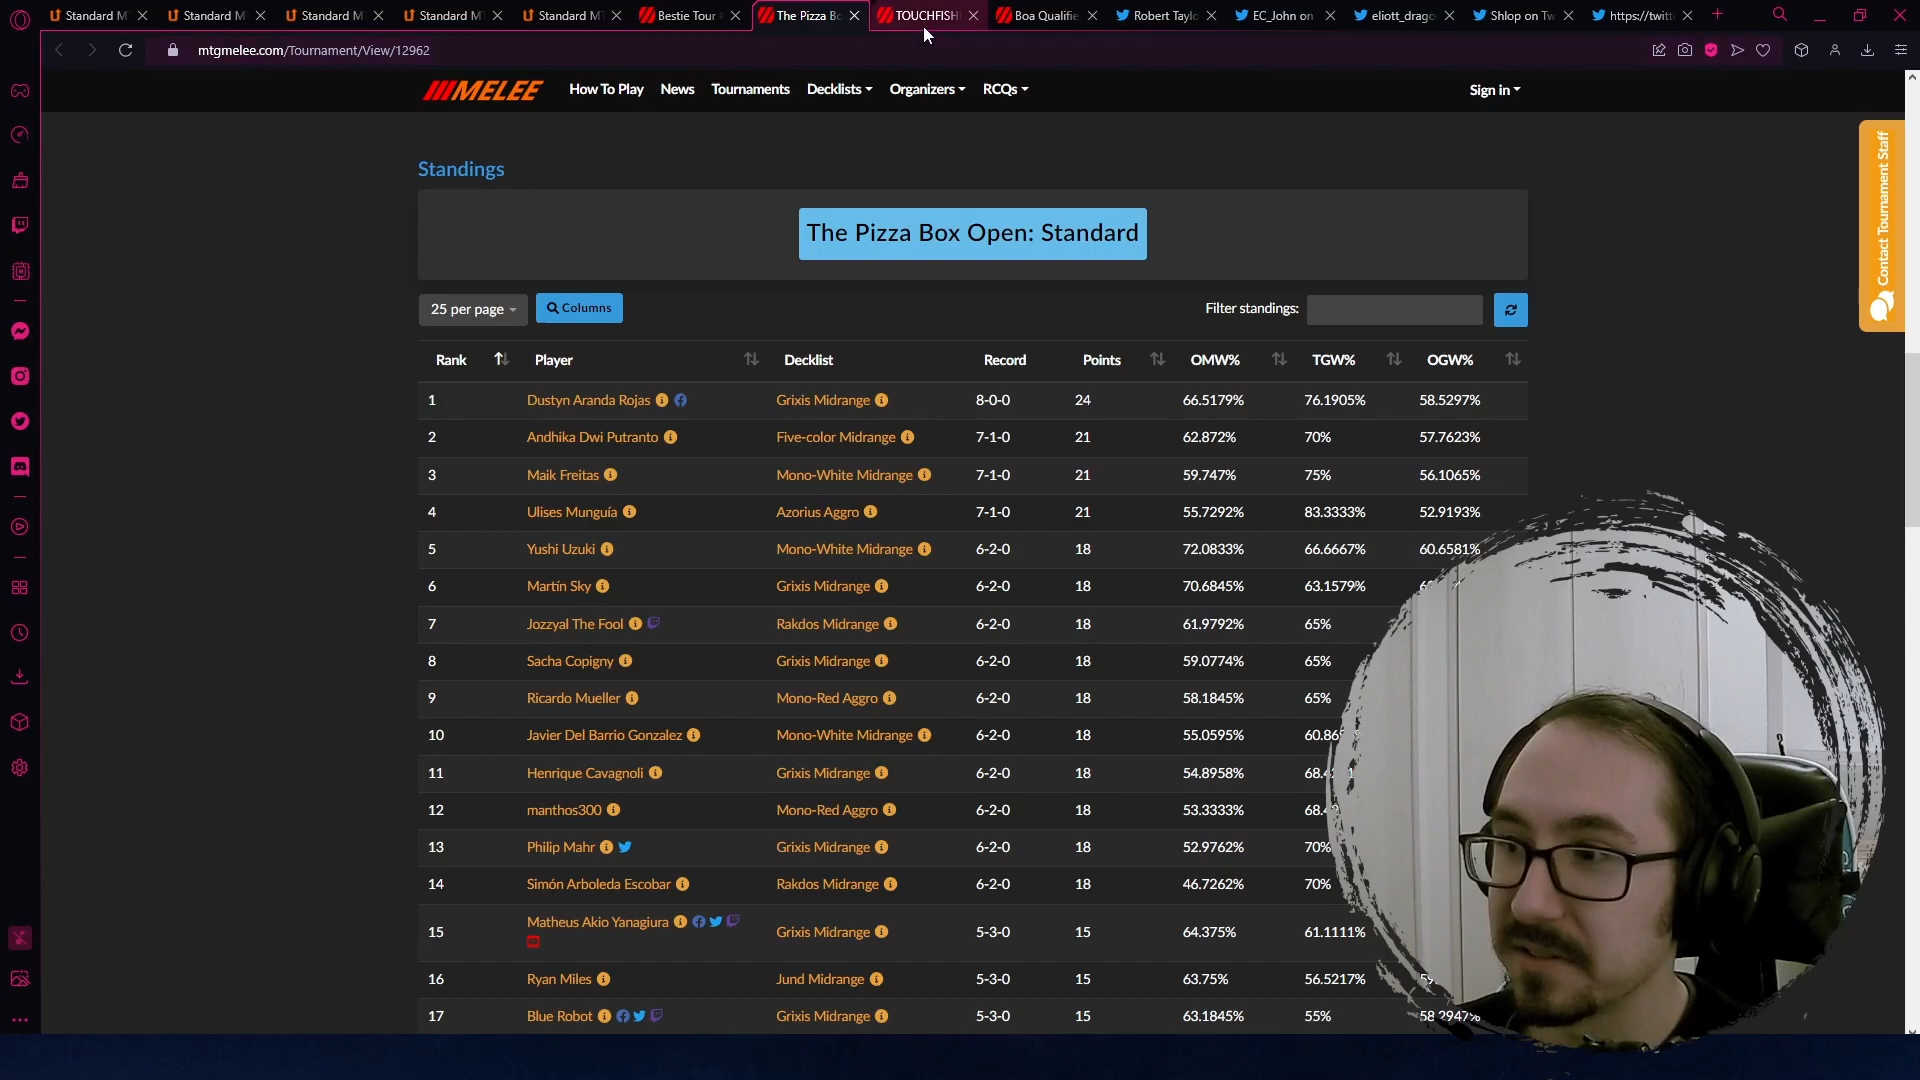 Standard M
Standard M
Standard M
Standard M
Standard M
Bestie Tour
The Pizza Bo
TOUCHFISH
Boa Qualifie
Robert Taylo
EC_John on
eliott_drago
Shlop on Tw
https://twitt
mtgmelee.com/Tournament/View/12962
MELEE
How To Play
News
Tournaments
Decklists
Organizers
RCQs
Sign in
Contact Tournament Staff
Standings
The Pizza Box Open: Standard
25 per page
Columns
Filter standings:
Rank Player Decklist Record Points OMW% TGW% OGW%
1 Dustyn Aranda Rojas Grixis Midrange 8-0-0 24 66.5179% 76.1905% 58.5297%
2 Andhika Dwi Putranto Five-color Midrange 7-1-0 21 62.872% 70% 57.7623%
3 Maik Freitas Mono-White Midrange 7-1-0 21 59.747% 75% 56.1065%
4 Ulises Munguía Azorius Aggro 7-1-0 21 55.7292% 83.3333% 52.9193%
5 Yushi Uzuki Mono-White Midrange 6-2-0 18 72.0833% 66.6667% 60.6581%
6 Martín Sky Grixis Midrange 6-2-0 18 70.6845% 63.1579%
7 Jozzyal The Fool Rakdos Midrange 6-2-0 18 61.9792% 65%
8 Sacha Copigny Grixis Midrange 6-2-0 18 59.0774% 65%
9 Ricardo Mueller Mono-Red Aggro 6-2-0 18 58.1845% 65%
10 Javier Del Barrio Gonzalez Mono-White Midrange 6-2-0 18 55.0595%
11 Henrique Cavagnoli Grixis Midrange 6-2-0 18 54.8958%
12 manthos300 Mono-Red Aggro 6-2-0 18 53.3333%
13 Philip Mahr Grixis Midrange 6-2-0 18 52.9762% 70%
14 Simón Arboleda Escobar Rakdos Midrange 6-2-0 18 46.7262% 70%
15 Matheus Akio Yanagiura Grixis Midrange 5-3-0 15 64.375% 61.1111%
16 Ryan Miles Jund Midrange 5-3-0 15 63.75% 56.5217%
17 Blue Robot Grixis Midrange 5-3-0 15 63.1845% 55% 58.2947%